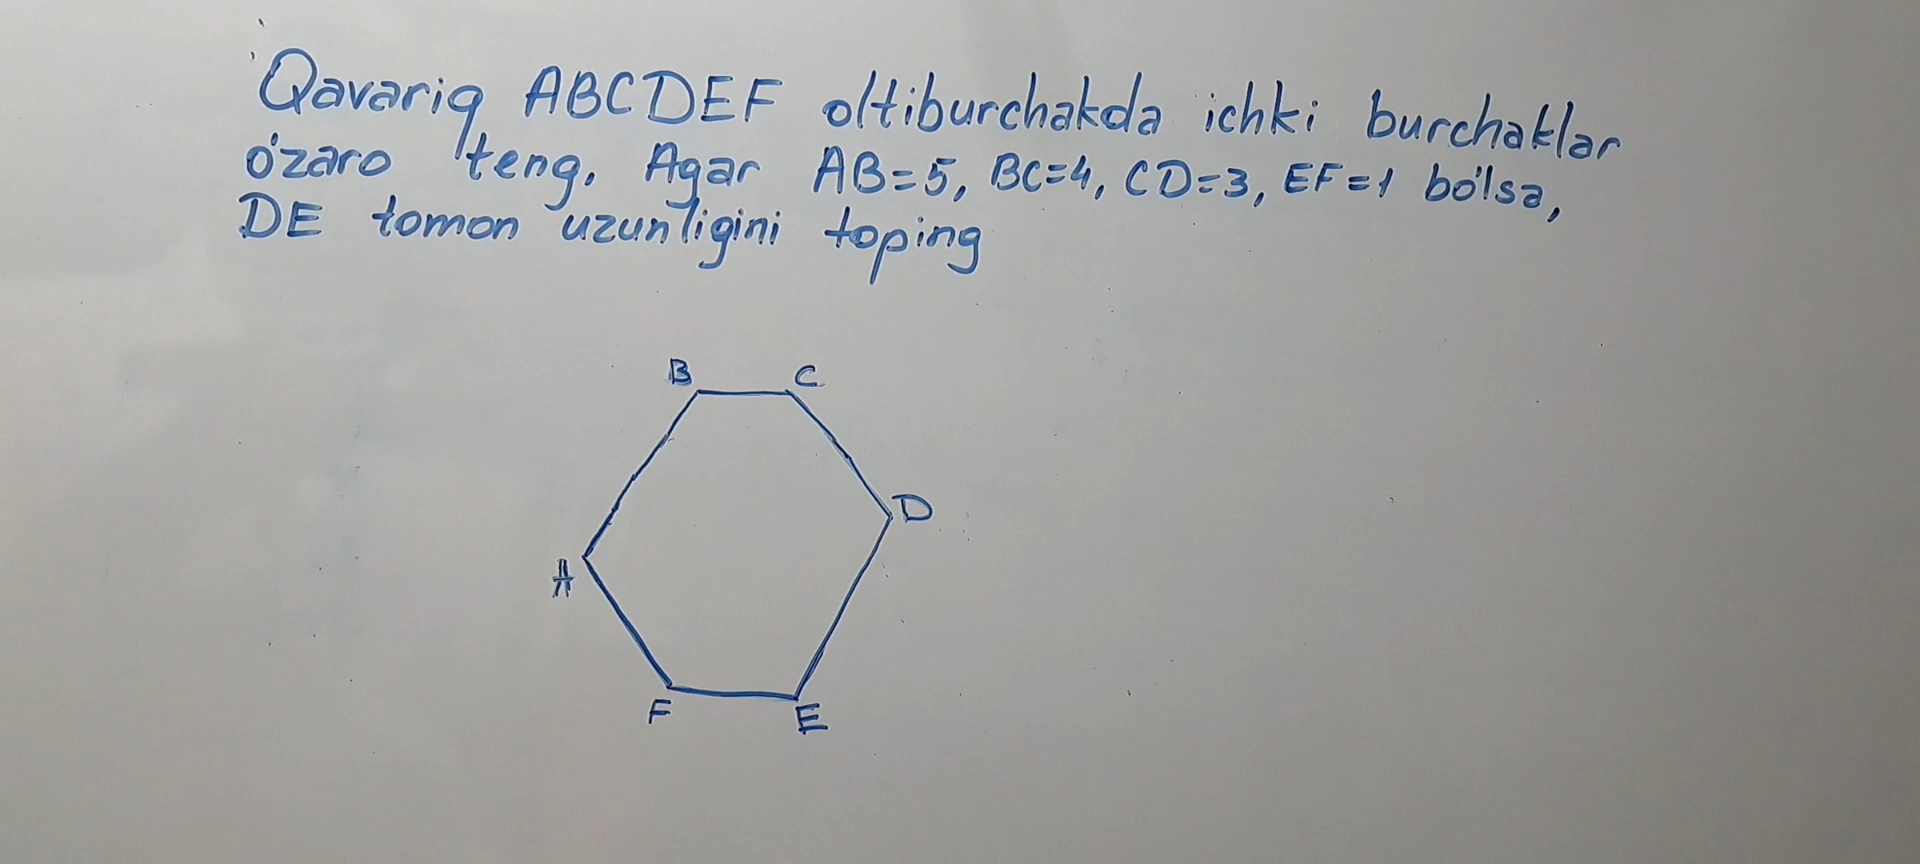 Qavariq ABCDEF oltiburchakda ichki burchaklar
o'zaro teng. Agar AB=5, BC=4, CD=3, EF=1 bo'lsa,
DE tomon uzunligini toping
B C
D
A
F E